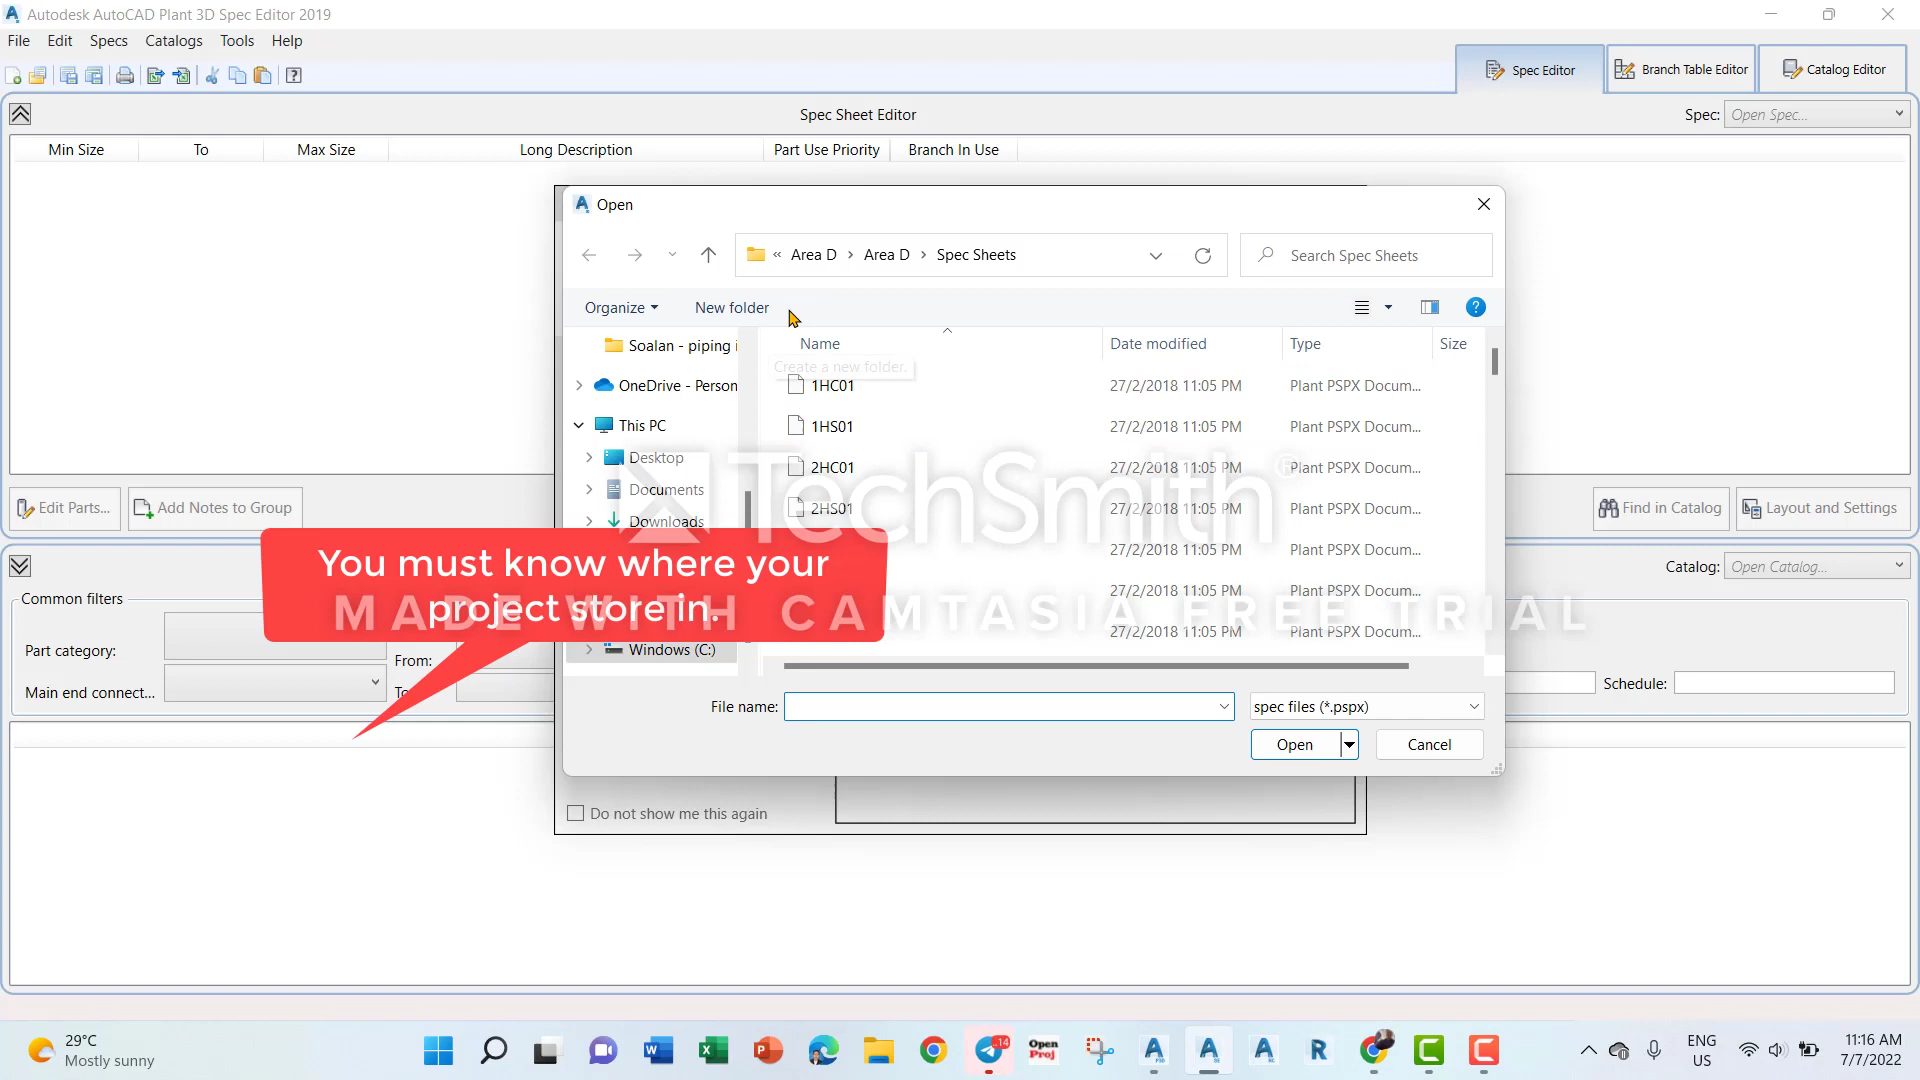 Autodesk AutoCAD Plant 3D Spec Editor 2019
File Edit Specs Catalogs Tools Help
Spec Editor Branch Table Editor Catalog Editor
Spec Sheet Editor
Spec: Open Spec...
Min Size To Max Size Long Description Part Use Priority Branch In Use
Open
« Area D > Area D > Spec Sheets
Search Spec Sheets
Organize New folder
Name Date modified Type Size
Create a new folder.
Soalan - piping i
OneDrive - Person
This PC
Desktop
Documents
Downloads
Windows (C:)
1HC01 27/2/2018 11:05 PM Plant PSPX Docum...
1HS01 27/2/2018 11:05 PM Plant PSPX Docum...
2HC01 27/2/2018 11:05 PM Plant PSPX Docum...
2HS01 27/2/2018 11:05 PM Plant PSPX Docum...
27/2/2018 11:05 PM Plant PSPX Docum...
27/2/2018 11:05 PM Plant PSPX Docum...
27/2/2018 11:05 PM Plant PSPX Docum...
TechSmith®
MADE WITH CAMTASIA FREE TRIAL
You must know where your
project store in.
File name: spec files (*.pspx)
Open Cancel
Do not show me this again
Edit Parts... Add Notes to Group
Find in Catalog Layout and Settings
Catalog: Open Catalog...
Common filters
Part category:
From:
Main end connect...
Schedule:
29°C
Mostly sunny
14
Open
Proj
ENG
US
11:16 AM
7/7/2022